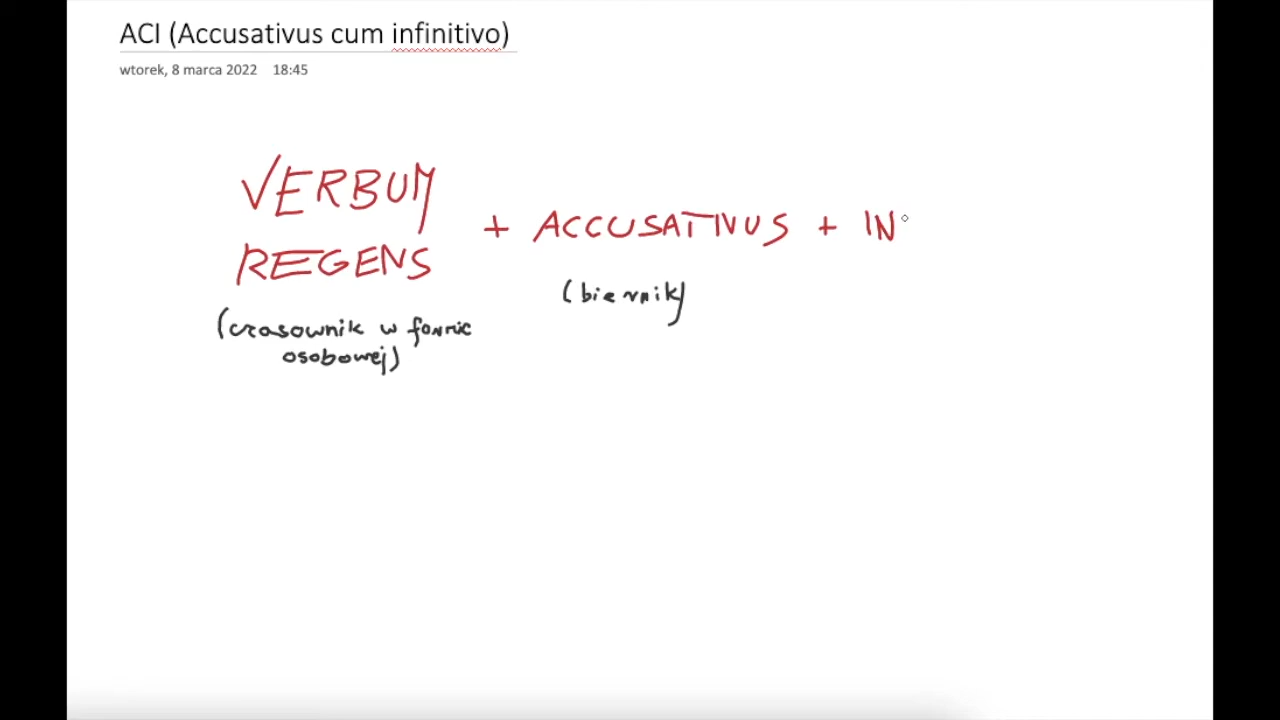 ACI (Accusativus cum infinitivo)
wtorek, 8 marca 2022 18:45
VERBUM
REGENS
+ ACCUSATIVUS + IN
(biernik)
(czasownik w formie
osobowej)